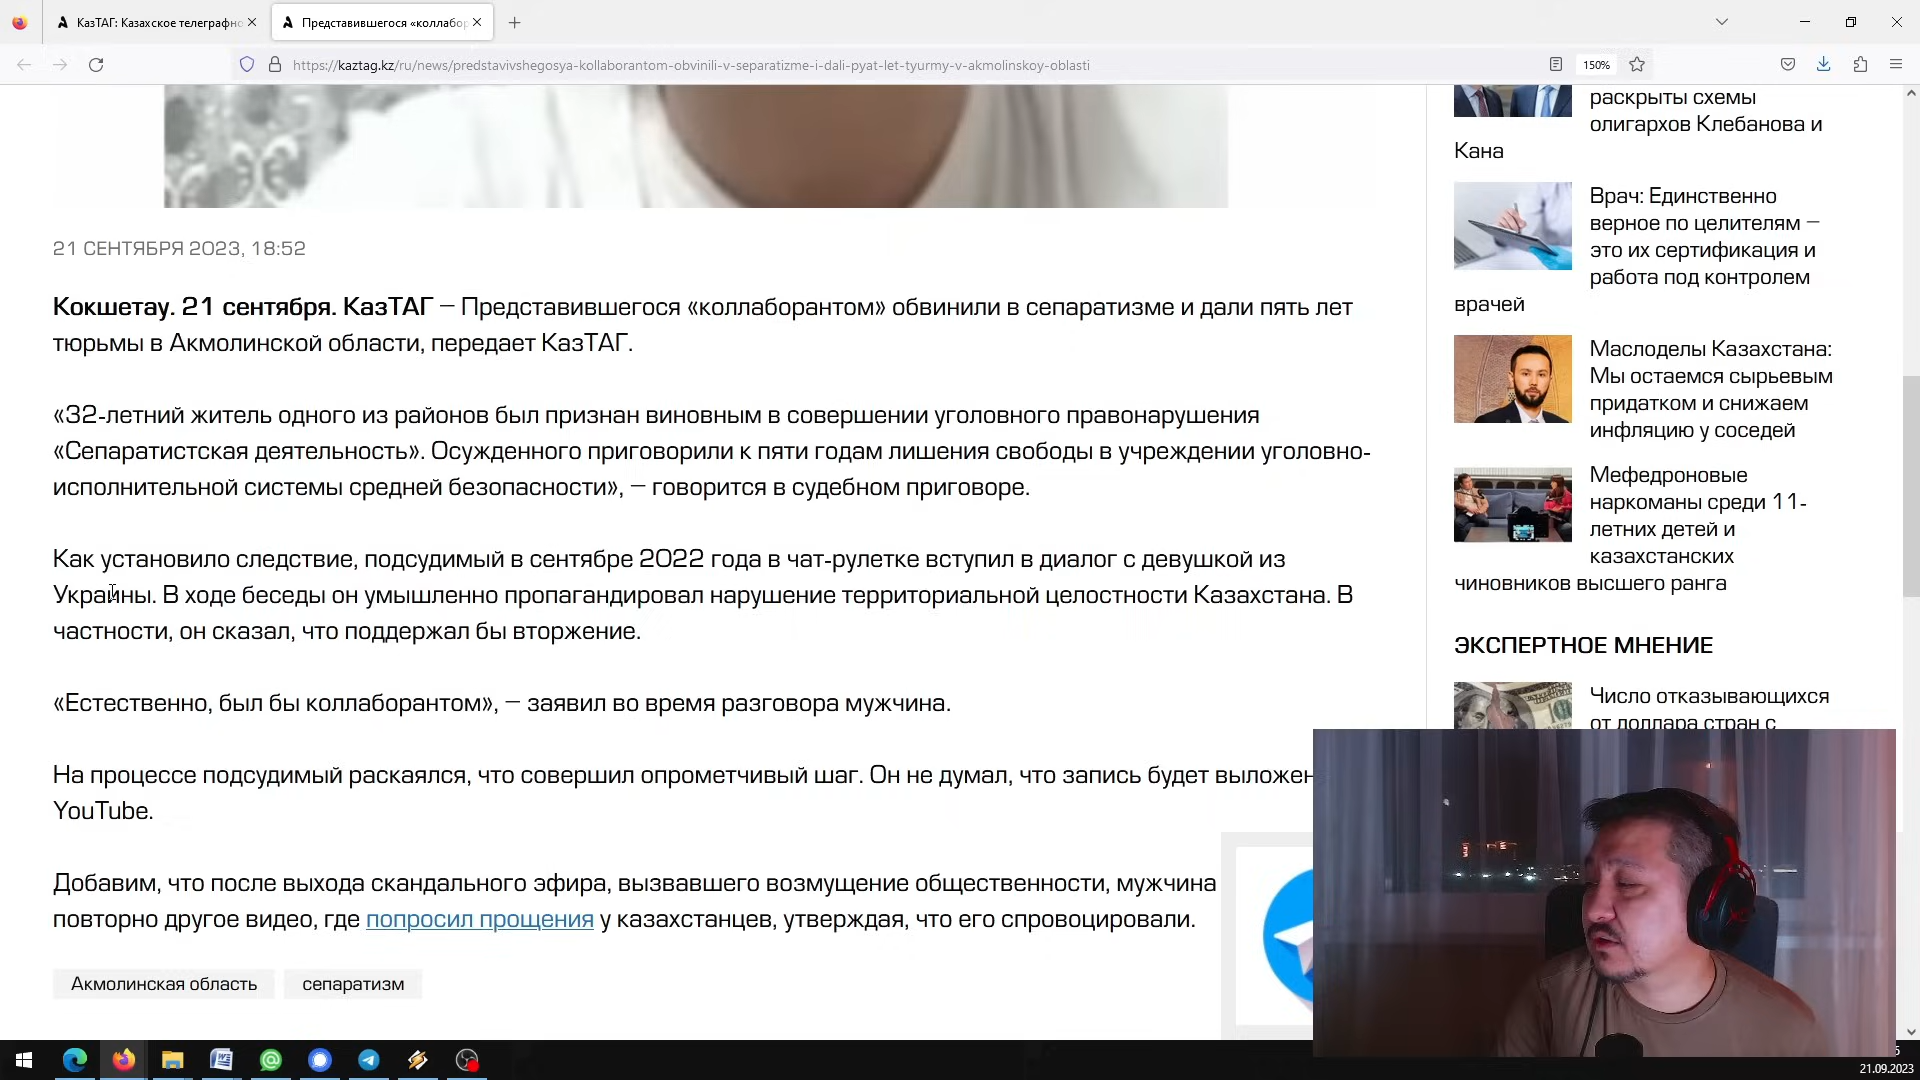 КазТАГ: Казахское телеграфно
Представившегося «коллабор
https://kaztag.kz/ru/news/predstavivshegosya-kollaborantom-obvinili-v-separatizme-i-dali-pyat-let-tyurmy-v-akmolinskoy-oblasti
150%
21 СЕНТЯБРЯ 2023, 18:52
Кокшетау. 21 сентября. КазТАГ – Представившегося «коллаборантом» обвинили в сепаратизме и дали пять лет
тюрьмы в Акмолинской области, передает КазТАГ.
«32-летний житель одного из районов был признан виновным в совершении уголовного правонарушения
«Сепаратистская деятельность». Осужденного приговорили к пяти годам лишения свободы в учреждении уголовно-
исполнительной системы средней безопасности», – говорится в судебном приговоре.
Как установило следствие, подсудимый в сентябре 2022 года в чат-рулетке вступил в диалог с девушкой из
Украины. В ходе беседы он умышленно пропагандировал нарушение территориальной целостности Казахстана. В
частности, он сказал, что поддержал бы вторжение.
«Естественно, был бы коллаборантом», – заявил во время разговора мужчина.
На процессе подсудимый раскаялся, что совершил опрометчивый шаг. Он не думал, что запись будет выложен
YouTube.
Добавим, что после выхода скандального эфира, вызвавшего возмущение общественности, мужчина
повторно другое видео, где попросил прощения у казахстанцев, утверждая, что его спровоцировали.
Акмолинская область
сепаратизм
раскрыты схемы
олигархов Клебанова и
Кана
Врач: Единственно
верное по целителям –
это их сертификация и
работа под контролем
врачей
Маслоделы Казахстана:
Мы остаемся сырьевым
придатком и снижаем
инфляцию у соседей
Мефедроновые
наркоманы среди 11-
летних детей и
казахстанских
чиновников высшего ранга
ЭКСПЕРТНОЕ МНЕНИЕ
Число отказывающихся
от доллара стран с
21.09.2023